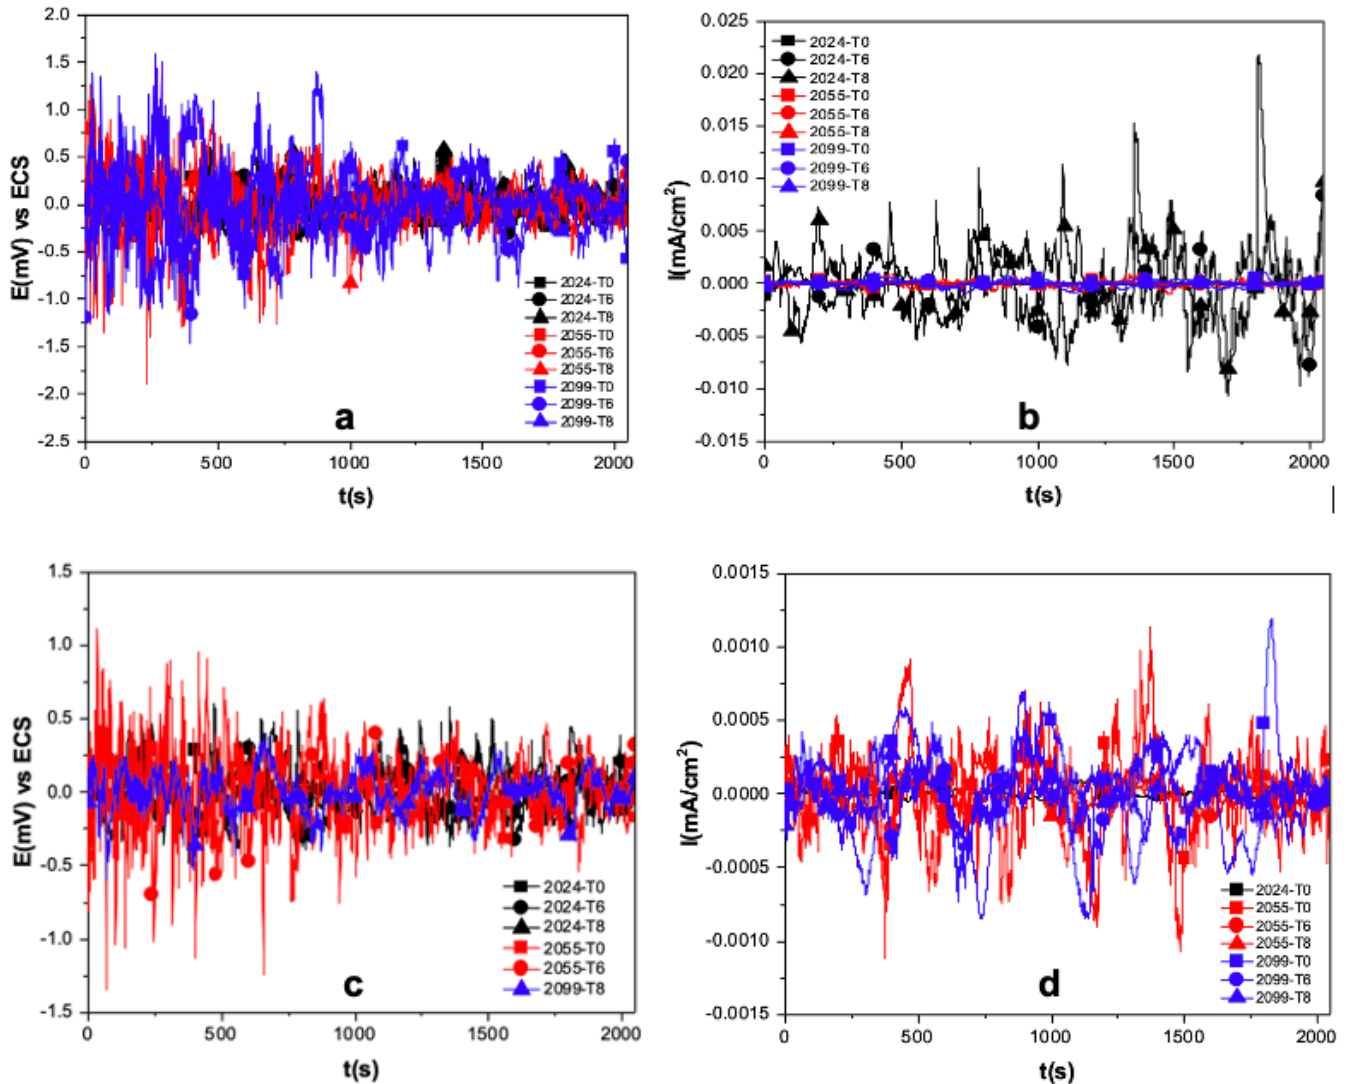 2.0
1.5
1.0
0.5
0.0
-0.5
-1.0
-1.5
-2.0
-2.5
E(mV) vs ECS
2024-T0
2024-T6
2024-T8
2055-T0
2055-T6
2055-T8
2099-T0
2099-T6
2099-T8
a
0 500 1000 1500 2000
t(s)
0.025
0.020
0.015
0.010
0.005
0.000
-0.005
-0.010
-0.015
I(mA/cm²)
2024-T0
2024-T6
2024-T8
2055-T0
2055-T6
2055-T8
2099-T0
2099-T6
2099-T8
b
0 500 1000 1500 2000
t(s)
1.5
1.0
0.5
0.0
-0.5
-1.0
-1.5
E(mV) vs ECS
2024-T0
2024-T6
2024-T8
2055-T0
2055-T6
2099-T8
c
0 500 1000 1500 2000
t(s)
0.0015
0.0010
0.0005
0.0000
-0.0005
-0.0010
-0.0015
I(mA/cm²)
2024-T0
2055-T0
2055-T6
2055-T8
2099-T0
2099-T6
2099-T8
d
0 500 1000 1500 2000
t(s)